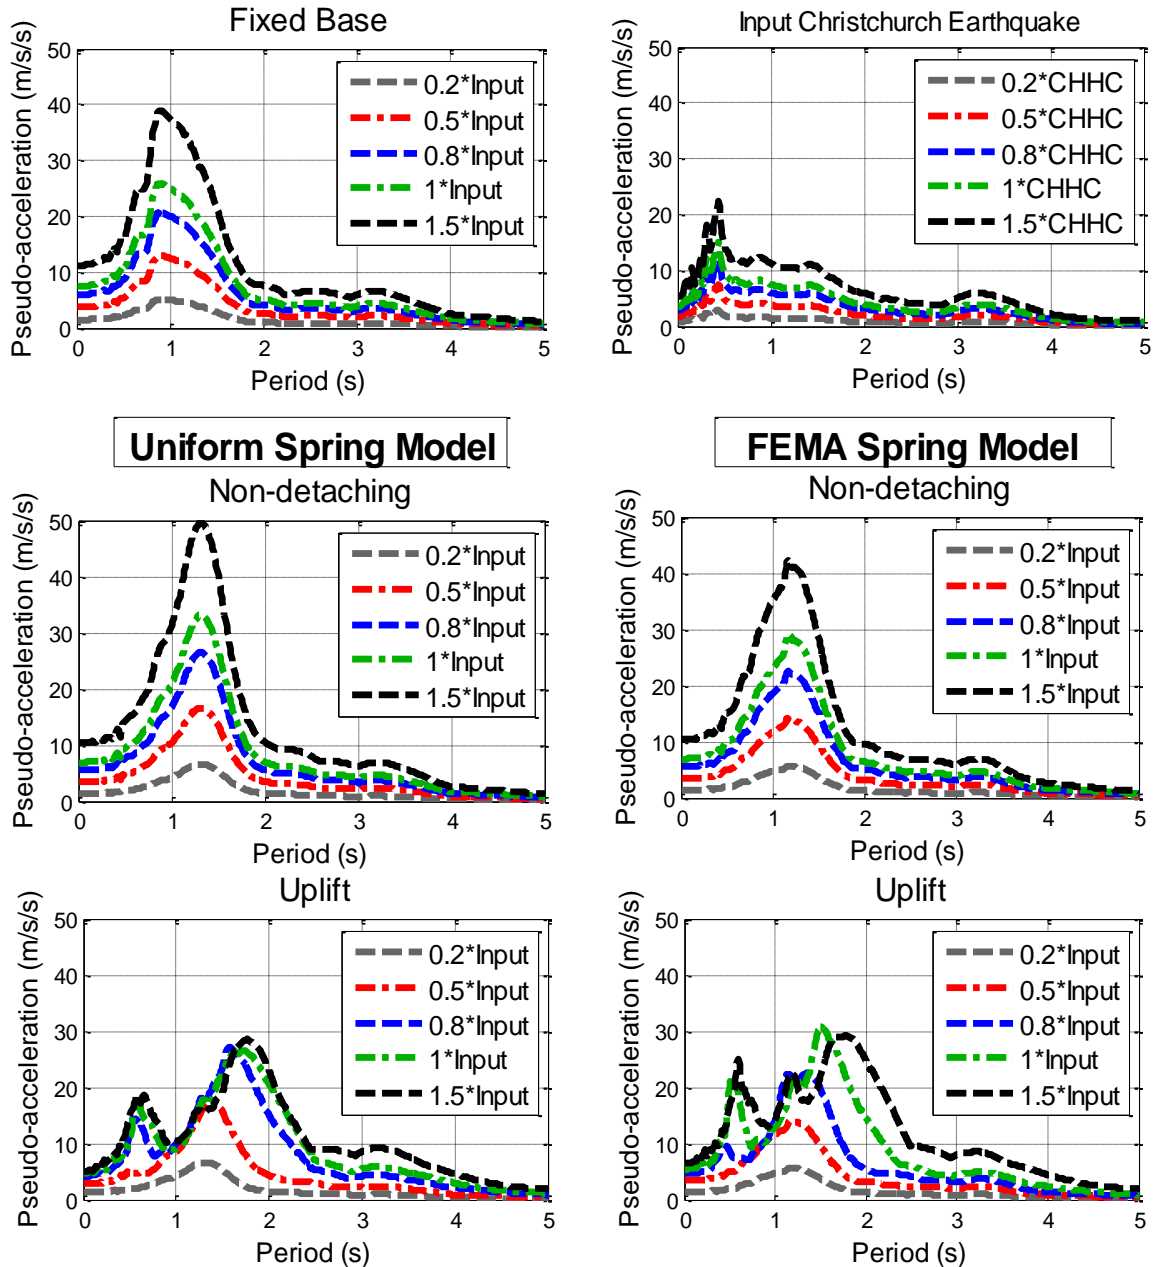 Fixed Base
Pseudo-acceleration (m/s/s)
50
40
30
20
10
0
0 1 2 3 4 5
Period (s)
0.2*Input
0.5*Input
0.8*Input
1*Input
1.5*Input
Input Christchurch Earthquake
Pseudo-acceleration (m/s/s)
50
40
30
20
10
0
0 1 2 3 4 5
Period (s)
0.2*CHHC
0.5*CHHC
0.8*CHHC
1*CHHC
1.5*CHHC
Uniform Spring Model
Non-detaching
Pseudo-acceleration (m/s/s)
50
40
30
20
10
0
0 1 2 3 4 5
Period (s)
0.2*Input
0.5*Input
0.8*Input
1*Input
1.5*Input
FEMA Spring Model
Non-detaching
Pseudo-acceleration (m/s/s)
50
40
30
20
10
0
0 1 2 3 4 5
Period (s)
0.2*Input
0.5*Input
0.8*Input
1*Input
1.5*Input
Uplift
Pseudo-acceleration (m/s/s)
50
40
30
20
10
0
0 1 2 3 4 5
Period (s)
0.2*Input
0.5*Input
0.8*Input
1*Input
1.5*Input
Uplift
Pseudo-acceleration (m/s/s)
50
40
30
20
10
0
0 1 2 3 4 5
Period (s)
0.2*Input
0.5*Input
0.8*Input
1*Input
1.5*Input